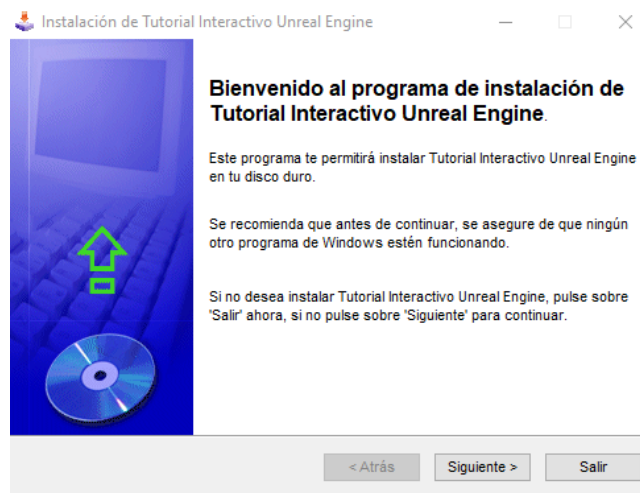 Instalación de Tutorial Interactivo Unreal Engine
Bienvenido al programa de instalación de
Tutorial Interactivo Unreal Engine.
Este programa te permitirá instalar Tutorial Interactivo Unreal Engine
en tu disco duro.
Se recomienda que antes de continuar, se asegure de que ningún
otro programa de Windows estén funcionando.
Si no desea instalar Tutorial Interactivo Unreal Engine, pulse sobre
'Salir' ahora, si no pulse sobre 'Siguiente' para continuar.
< Atrás
Siguiente >
Salir